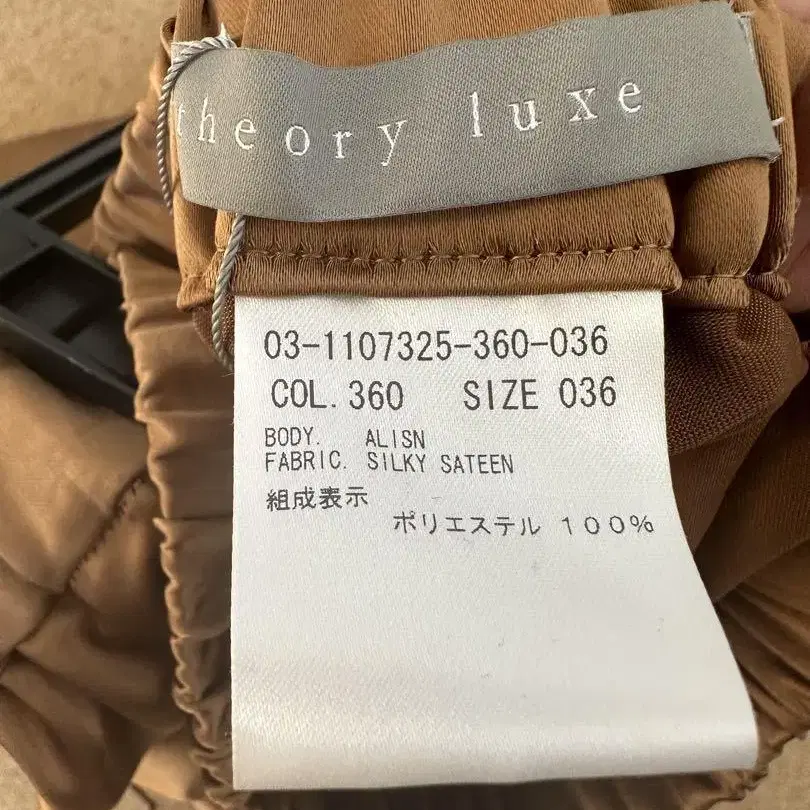 theory luxe
03-1107325-360-036
COL.360 SIZE 036
BODY. ALISN
FABRIC. SILKY SATEEN
組成表示
ポリエステル 100%